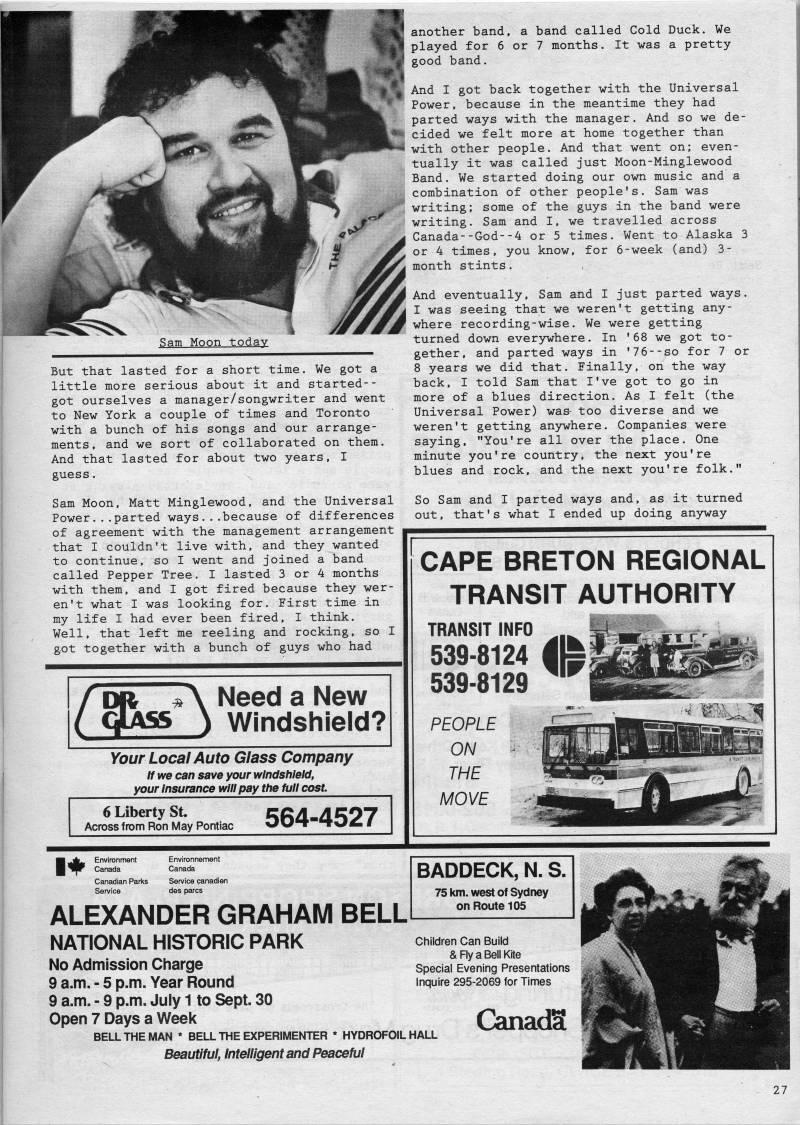 THE PALACE
Sam Moon today
But that lasted for a short time. We got a
little more serious about it and started--
got ourselves a manager/songwriter and went
to New York a couple of times and Toronto
with a bunch of his songs and our arrange-
ments, and we sort of collaborated on them.
And that lasted for about two years, I
guess.
Sam Moon, Matt Minglewood, and the Universal
Power...parted ways...because of differences
of agreement with the management arrangement
that I couldn't live with, and they wanted
to continue, so I went and joined a band
called Pepper Tree. I lasted 3 or 4 months
with them, and I got fired because they wer-
en't what I was looking for. First time in
my life I had ever been fired, I think.
Well, that left me reeling and rocking, so I
got together with a bunch of guys who had
another band, a band called Cold Duck. We
played for 6 or 7 months. It was a pretty
good band.
And I got back together with the Universal
Power, because in the meantime they had
parted ways with the manager. And so we de-
cided we felt more at home together than
with other people. And that went on; even-
tually it was called just Moon-Minglewood
Band. We started doing our own music and a
combination of other people's. Sam was
writing; some of the guys in the band were
writing. Sam and I, we travelled across
Canada--God--4 or 5 times. Went to Alaska 3
or 4 times, you know, for 6-week (and) 3-
month stints.
And eventually, Sam and I just parted ways.
I was seeing that we weren't getting any-
where recording-wise. We were getting
turned down everywhere. In '68 we got to-
gether, and parted ways in '76--so for 7 or
8 years we did that. Finally, on the way
back, I told Sam that I've got to go in
more of a blues direction. As I felt (the
Universal Power) was too diverse and we
weren't getting anywhere. Companies were
saying, "You're all over the place. One
minute you're country, the next you're
blues and rock, and the next you're folk."
So Sam and I parted ways and, as it turned
out, that's what I ended up doing anyway
DR. GLASS
Need a New
Windshield?
Your Local Auto Glass Company
If we can save your windshield,
your insurance will pay the full cost.
6 Liberty St.
Across from Ron May Pontiac
564-4527
CAPE BRETON REGIONAL
TRANSIT AUTHORITY
TRANSIT INFO
539-8124
539-8129
PEOPLE
ON
THE
MOVE
Environment
Canada
Environnement
Canada
Canadian Parks
Service
Service canadien
des parcs
ALEXANDER GRAHAM BELL
NATIONAL HISTORIC PARK
No Admission Charge
9 a.m. - 5 p.m. Year Round
9 a.m. - 9 p.m. July 1 to Sept. 30
Open 7 Days a Week
BELL THE MAN * BELL THE EXPERIMENTER * HYDROFOIL HALL
Beautiful, Intelligent and Peaceful
BADDECK, N. S.
75 km. west of Sydney
on Route 105
Children Can Build
& Fly a Bell Kite
Special Evening Presentations
Inquire 295-2069 for Times
Canada
27